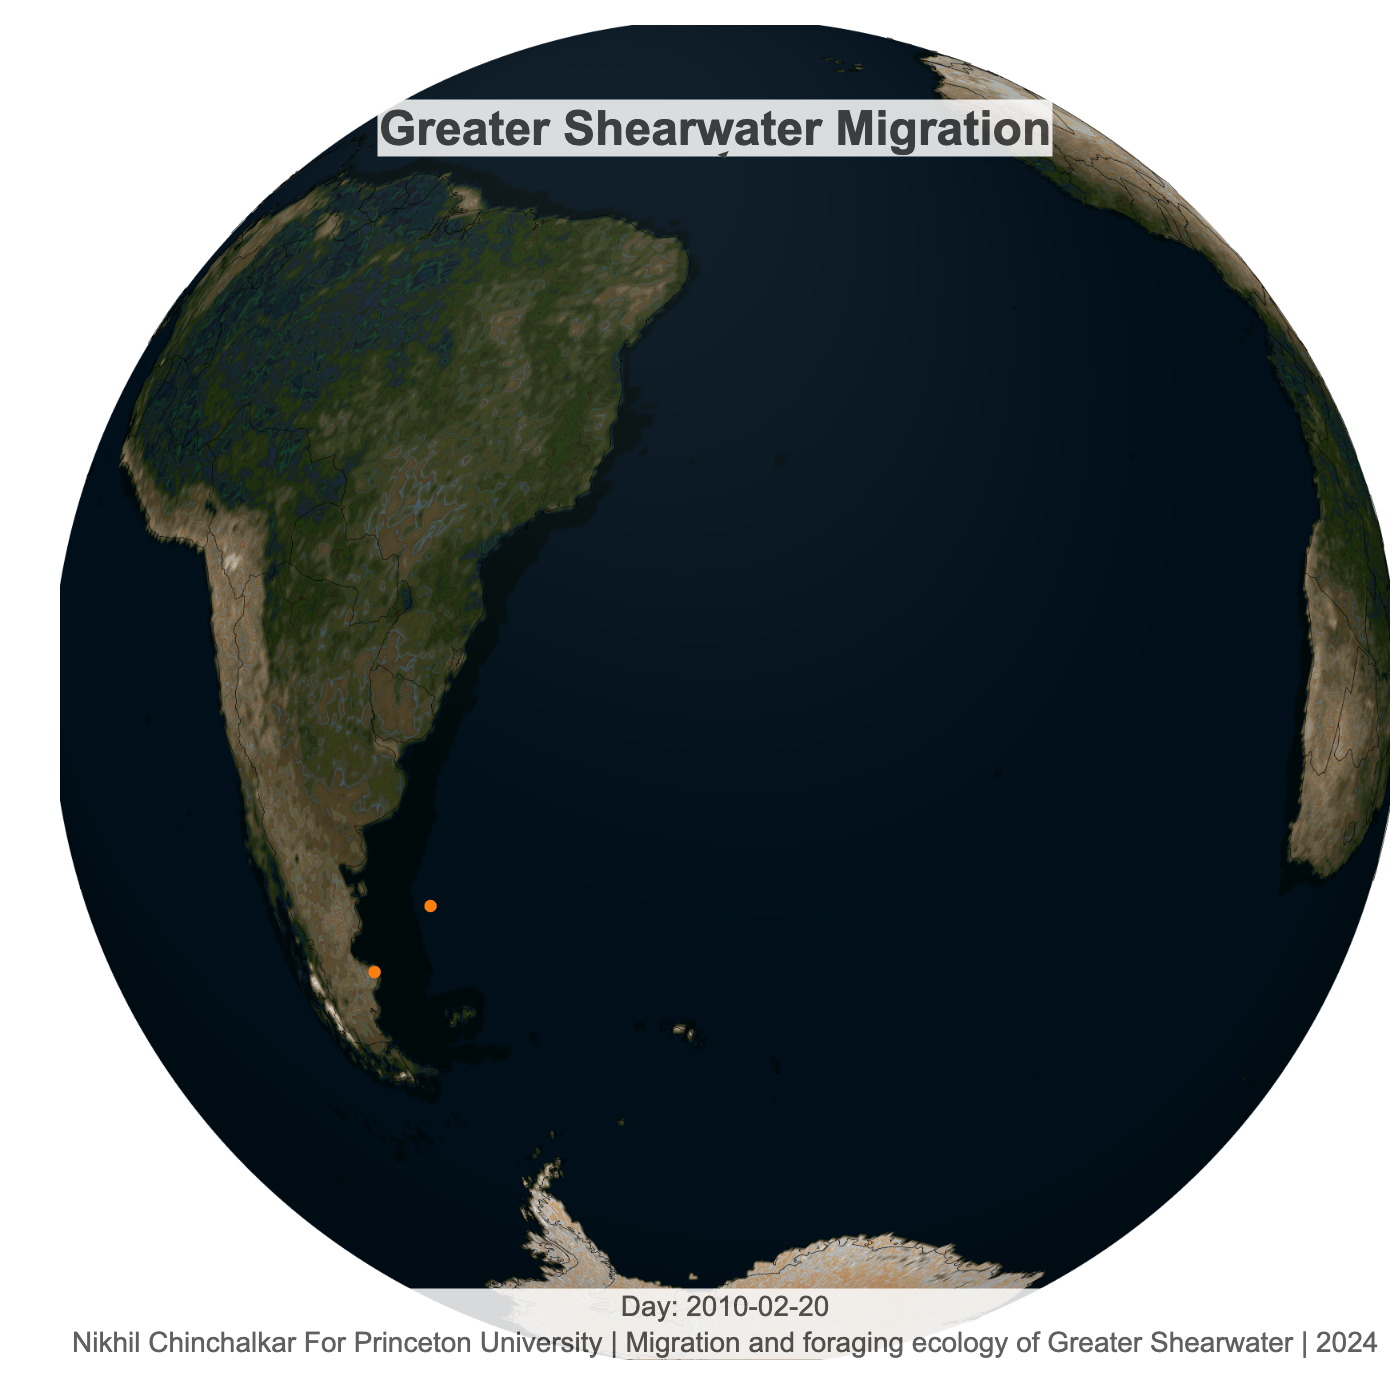 Greater Shearwater Migration
Day: 2010-02-20
Nikhil Chinchalkar For Princeton University | Migration and foraging ecology of Greater Shearwater | 2024